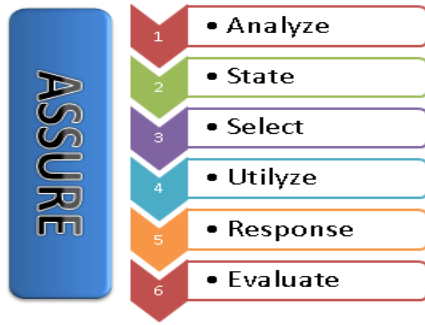 ASSURE
1 • Analyze
2 • State
3 • Select
4 • Utilyze
5 • Response
6 • Evaluate